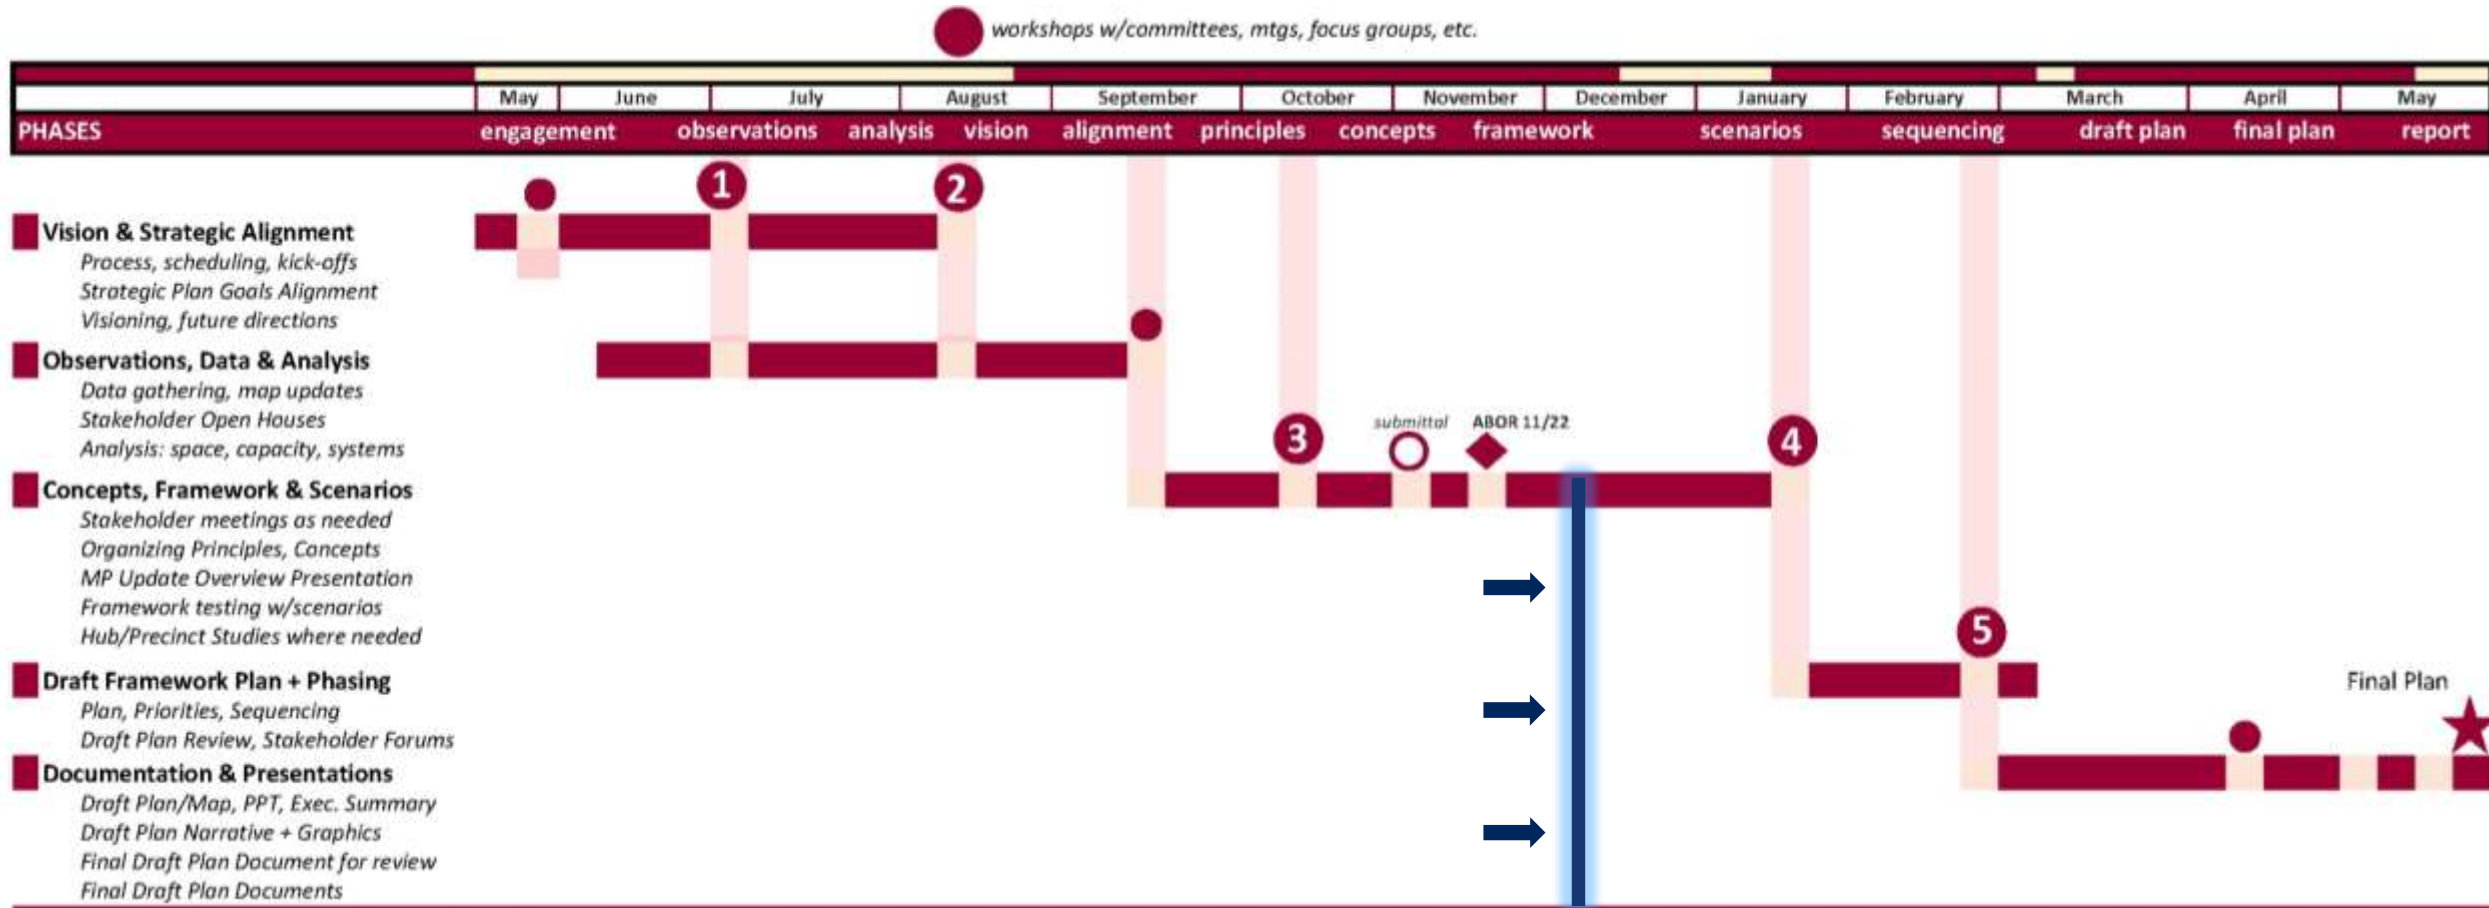 workshops w/committees, mtgs, focus groups, etc.
May June July August September October November December January February March April May
PHASES engagement observations analysis vision alignment principles concepts framework scenarios sequencing draft plan final plan report
1 2
Vision & Strategic Alignment
Process, scheduling, kick-offs
Strategic Plan Goals Alignment
Visioning, future directions
Observations, Data & Analysis
Data gathering, map updates
Stakeholder Open Houses
submittal ABOR 11/22
3 4
Analysis: space, capacity, systems
Concepts, Framework & Scenarios
Stakeholder meetings as needed
Organizing Principles, Concepts
MP Update Overview Presentation
Framework testing w/scenarios
Hub/Precinct Studies where needed
5
Draft Framework Plan + Phasing
Final Plan
Plan, Priorities, Sequencing
Draft Plan Review, Stakeholder Forums
Documentation & Presentations
Draft Plan/Map, PPT, Exec. Summary
Draft Plan Narrative + Graphics
Final Draft Plan Document for review
Final Draft Plan Documents